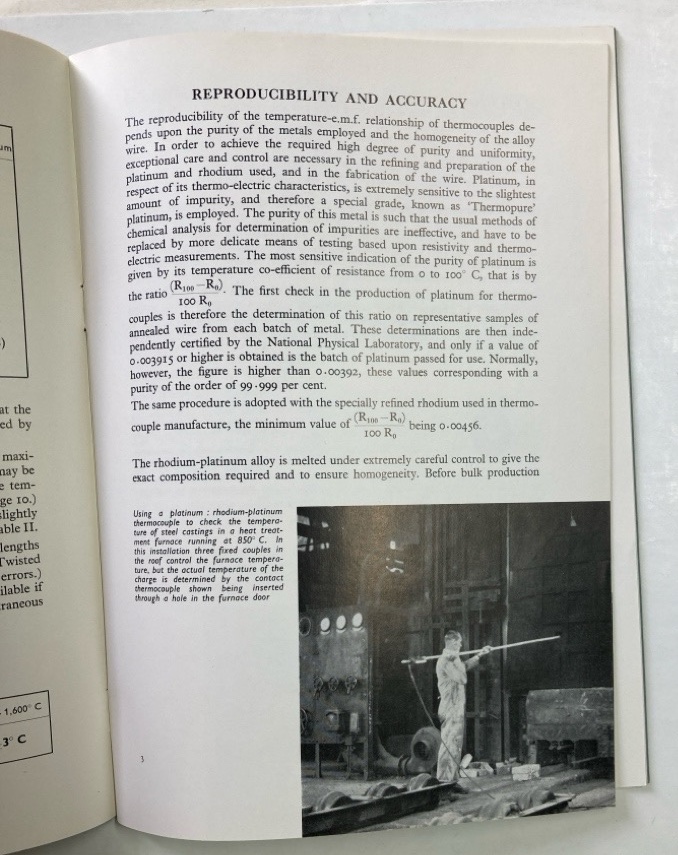 um
)
at the
ed by
maxi-
may be
e tem-
ge 10.)
slightly
able II.
lengths
Twisted
errors.)
ilable if
raneous
1,600° C
3° C
REPRODUCIBILITY AND ACCURACY
The reproducibility of the temperature-e.m.f. relationship of thermocouples de-
pends upon the purity of the metals employed and the homogeneity of the alloy
wire. In order to achieve the required high degree of purity and uniformity,
exceptional care and control are necessary in the refining and preparation of the
platinum and rhodium used, and in the fabrication of the wire. Platinum, in
respect of its thermo-electric characteristics, is extremely sensitive to the slightest
amount of impurity, and therefore a special grade, known as 'Thermopure'
platinum, is employed. The purity of this metal is such that the usual methods of
chemical analysis for determination of impurities are ineffective, and have to be
replaced by more delicate means of testing based upon resistivity and thermo-
electric measurements. The most sensitive indication of the purity of platinum is
given by its temperature co-efficient of resistance from 0 to 100° C, that is by
the ratio (R₁₀₀ – R₀) / 100 R₀. The first check in the production of platinum for thermo-
couples is therefore the determination of this ratio on representative samples of
annealed wire from each batch of metal. These determinations are then inde-
pendently certified by the National Physical Laboratory, and only if a value of
0·003915 or higher is obtained is the batch of platinum passed for use. Normally,
however, the figure is higher than 0·00392, these values corresponding with a
purity of the order of 99·999 per cent.
The same procedure is adopted with the specially refined rhodium used in thermo-
couple manufacture, the minimum value of (R₁₀₀ – R₀) / 100 R₀ being 0·00456.
The rhodium-platinum alloy is melted under extremely careful control to give the
exact composition required and to ensure homogeneity. Before bulk production
Using a platinum : rhodium-platinum
thermocouple to check the tempera-
ture of steel castings in a heat treat-
ment furnace running at 850° C. In
this installation three fixed couples in
the roof control the furnace tempera-
ture, but the actual temperature of the
charge is determined by the contact
thermocouple shown being inserted
through a hole in the furnace door
3